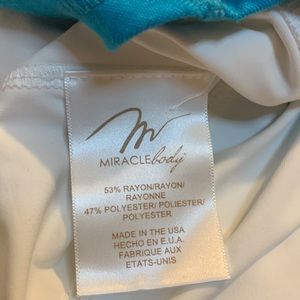 MIRACLEbody
53% RAYON/RAYON/
RAYONNE
47% POLYESTER/ POLIESTER/
POLYESTER
MADE IN THE USA
HECHO EN E.U.A.
FABRIQUE AUX
ETATS-UNIS